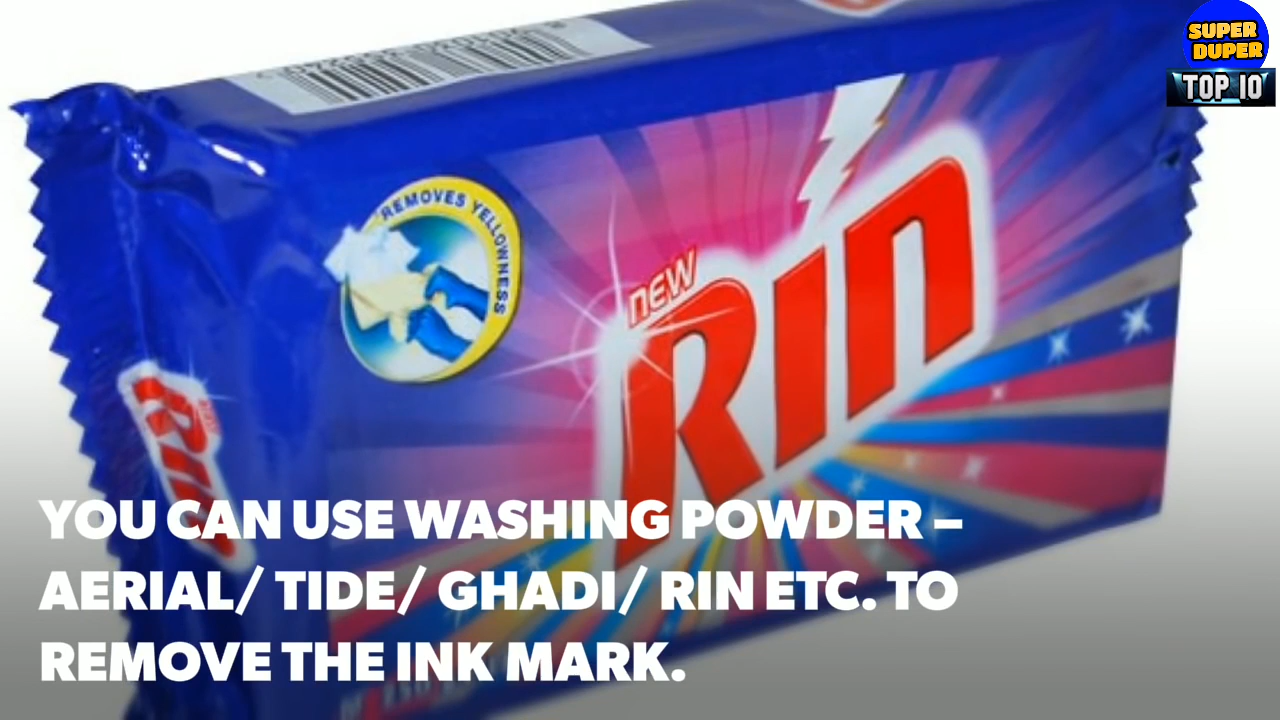 SUPER
DUPER
TOP 10
REMOVES YELLOWNESS
new
Rin
Rin
YOU CAN USE WASHING POWDER –
AERIAL/ TIDE/ GHADI/ RIN ETC. TO
REMOVE THE INK MARK.